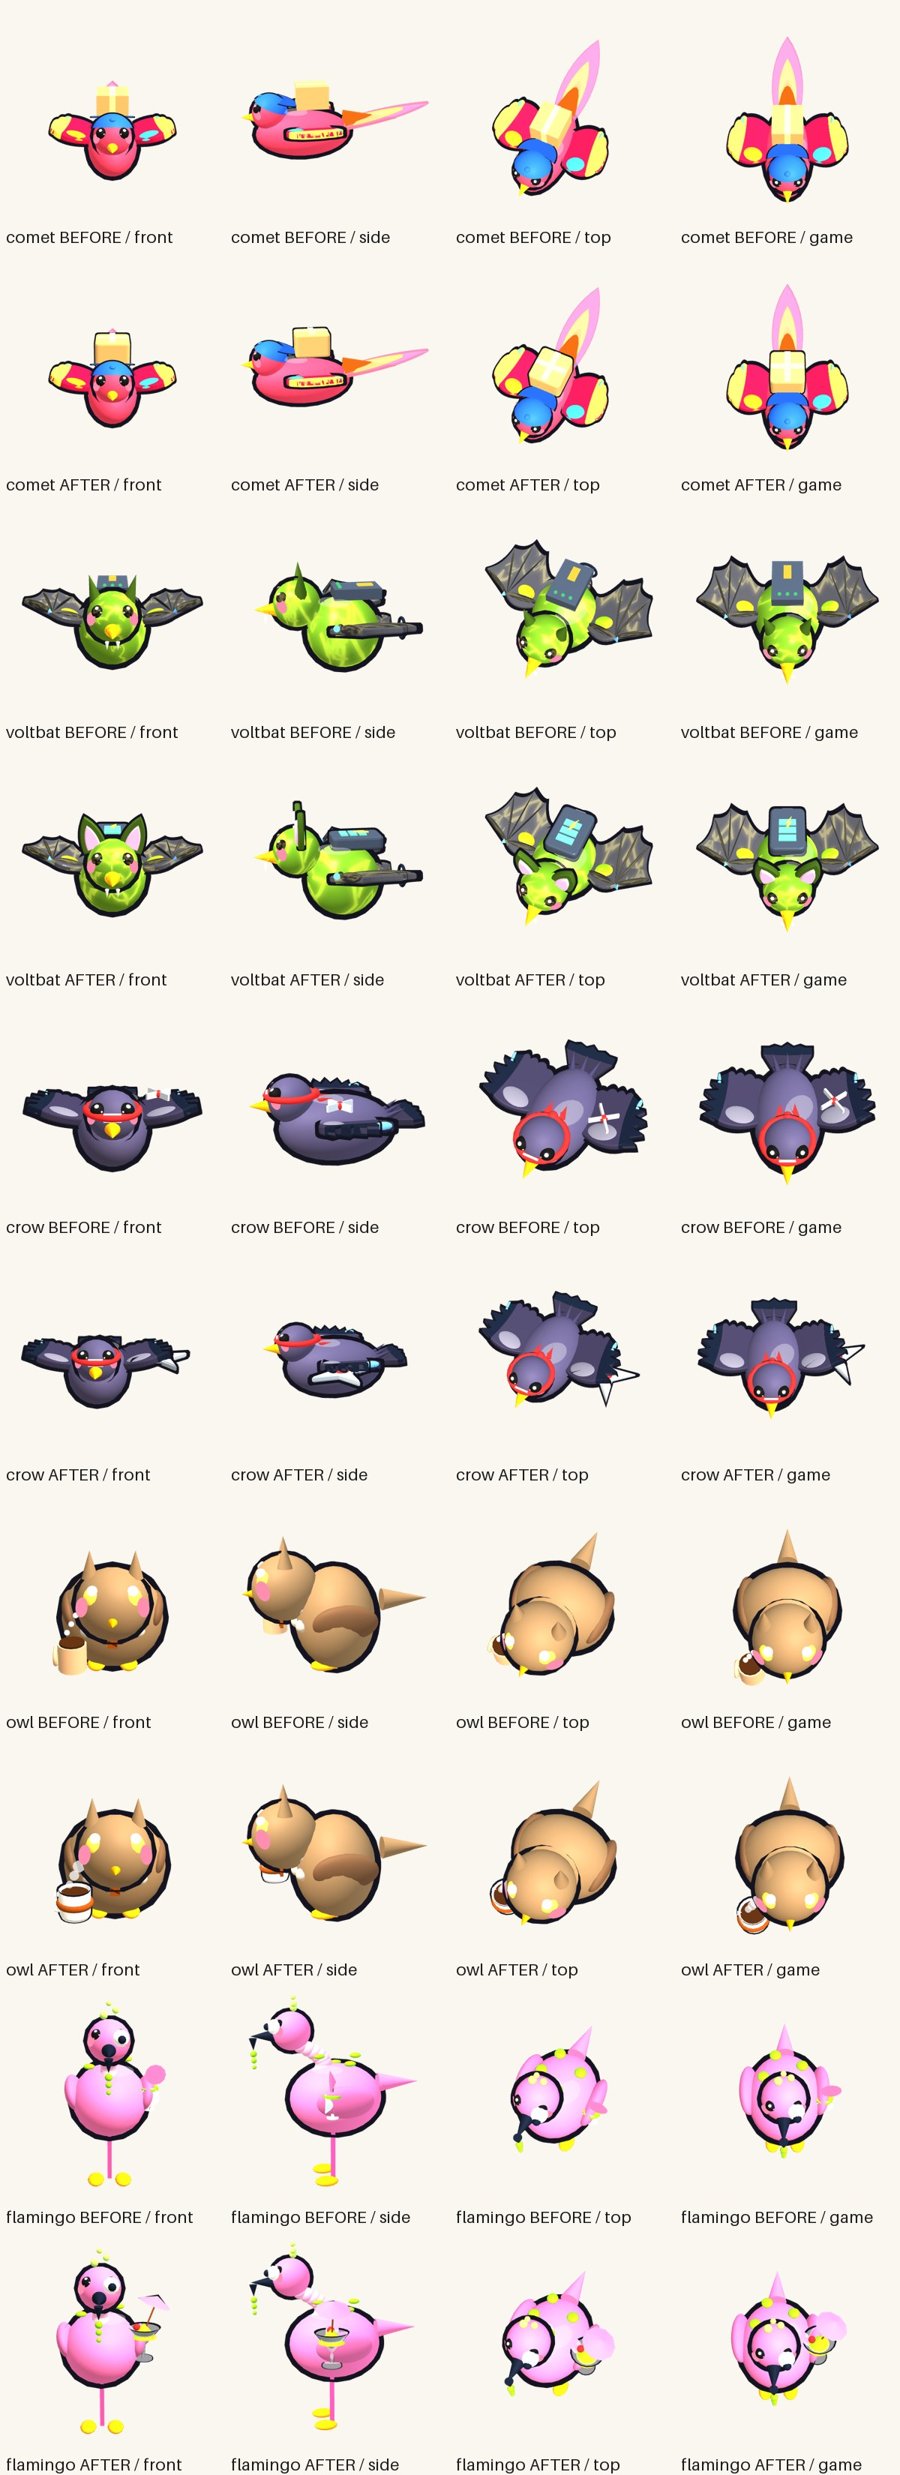 comet BEFORE / front comet BEFORE / side comet BEFORE / top comet BEFORE / game
comet AFTER / front comet AFTER / side comet AFTER / top comet AFTER / game
voltbat BEFORE / front voltbat BEFORE / side voltbat BEFORE / top voltbat BEFORE / game
voltbat AFTER / front voltbat AFTER / side voltbat AFTER / top voltbat AFTER / game
crow BEFORE / front crow BEFORE / side crow BEFORE / top crow BEFORE / game
crow AFTER / front crow AFTER / side crow AFTER / top crow AFTER / game
owl BEFORE / front owl BEFORE / side owl BEFORE / top owl BEFORE / game
owl AFTER / front owl AFTER / side owl AFTER / top owl AFTER / game
flamingo BEFORE / front flamingo BEFORE / side flamingo BEFORE / top flamingo BEFORE / game
flamingo AFTER / front flamingo AFTER / side flamingo AFTER / top flamingo AFTER / game